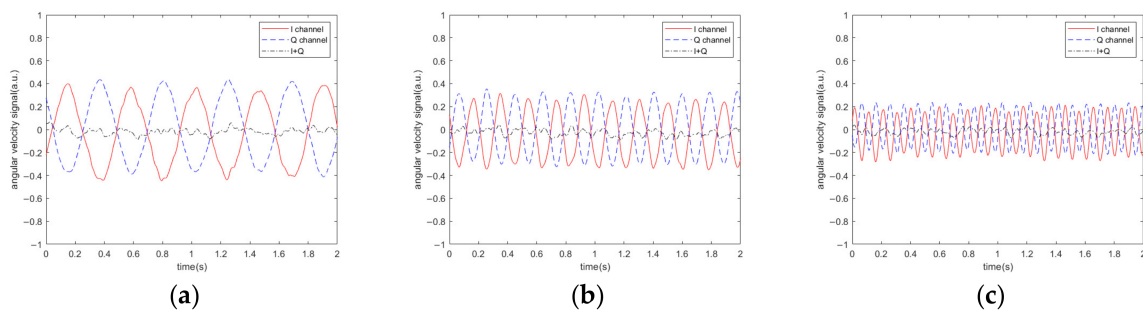 1
0.8
0.6
0.4
0.2
0
−0.2
−0.4
−0.6
−0.8
−1
angular velocity signal(a.u.)
0 0.2 0.4 0.6 0.8 1 1.2 1.4 1.6 1.8 2
time(s)
I channel
Q channel
I+Q
(a)
1
0.8
0.6
0.4
0.2
0
−0.2
−0.4
−0.6
−0.8
−1
angular velocity signal(a.u.)
0 0.2 0.4 0.6 0.8 1 1.2 1.4 1.6 1.8 2
time(s)
I channel
Q channel
I+Q
(b)
1
0.8
0.6
0.4
0.2
0
−0.2
−0.4
−0.6
−0.8
−1
angular velocity signal(a.u.)
0 0.2 0.4 0.6 0.8 1 1.2 1.4 1.6 1.8 2
time(s)
I channel
Q channel
I+Q
(c)